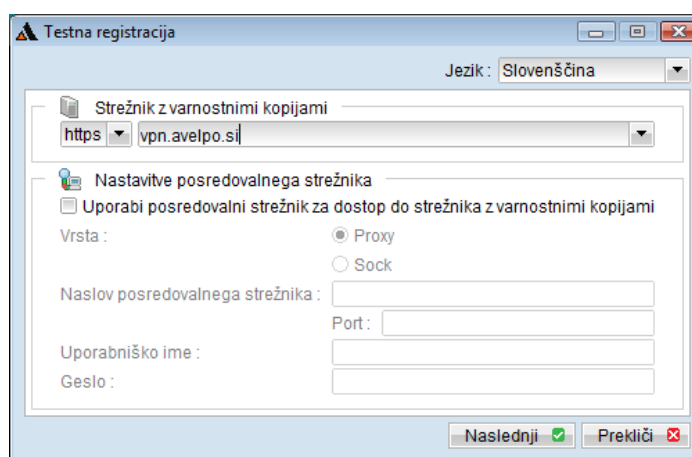 Testna registracija
Jezik : Slovenščina
Strežnik z varnostnimi kopijami
https vpn.avelpo.si
Nastavitve posredovalnega strežnika
Uporabi posredovalni strežnik za dostop do strežnika z varnostnimi kopijami
Vrsta : Proxy
Sock
Naslov posredovalnega strežnika :
Port :
Uporabniško ime :
Geslo :
Naslednji Prekliči